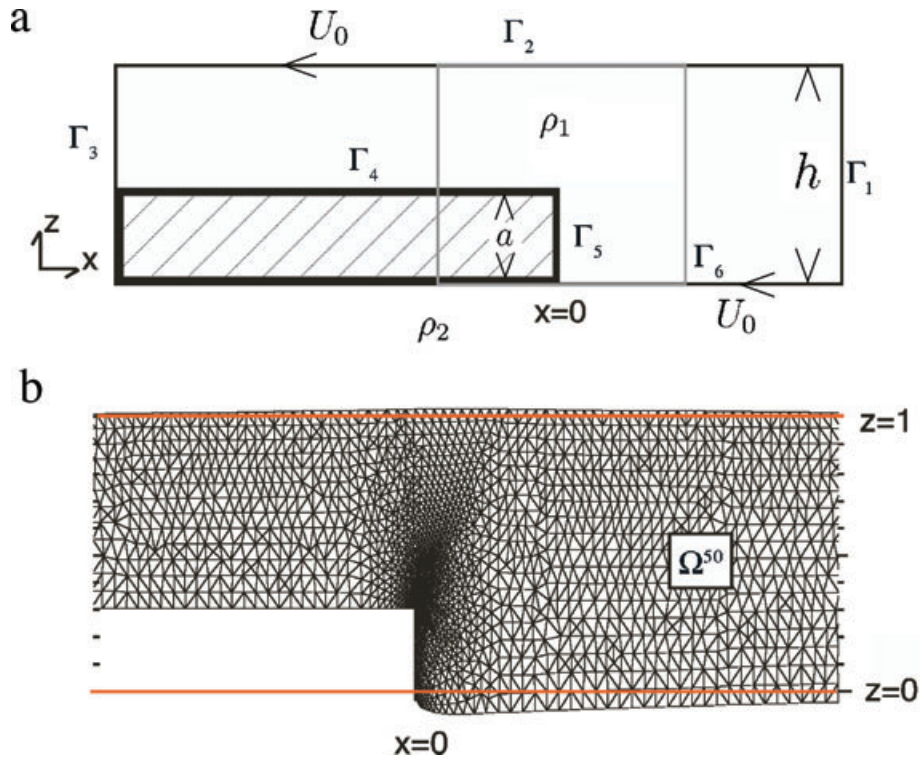 a
U₀ Γ₂
ρ₁
Γ₃ Γ₄ h Γ₁
z a Γ₅ Γ₆
x
ρ₂ x=0 U₀
b
z=1
Ω⁵⁰
z=0
x=0